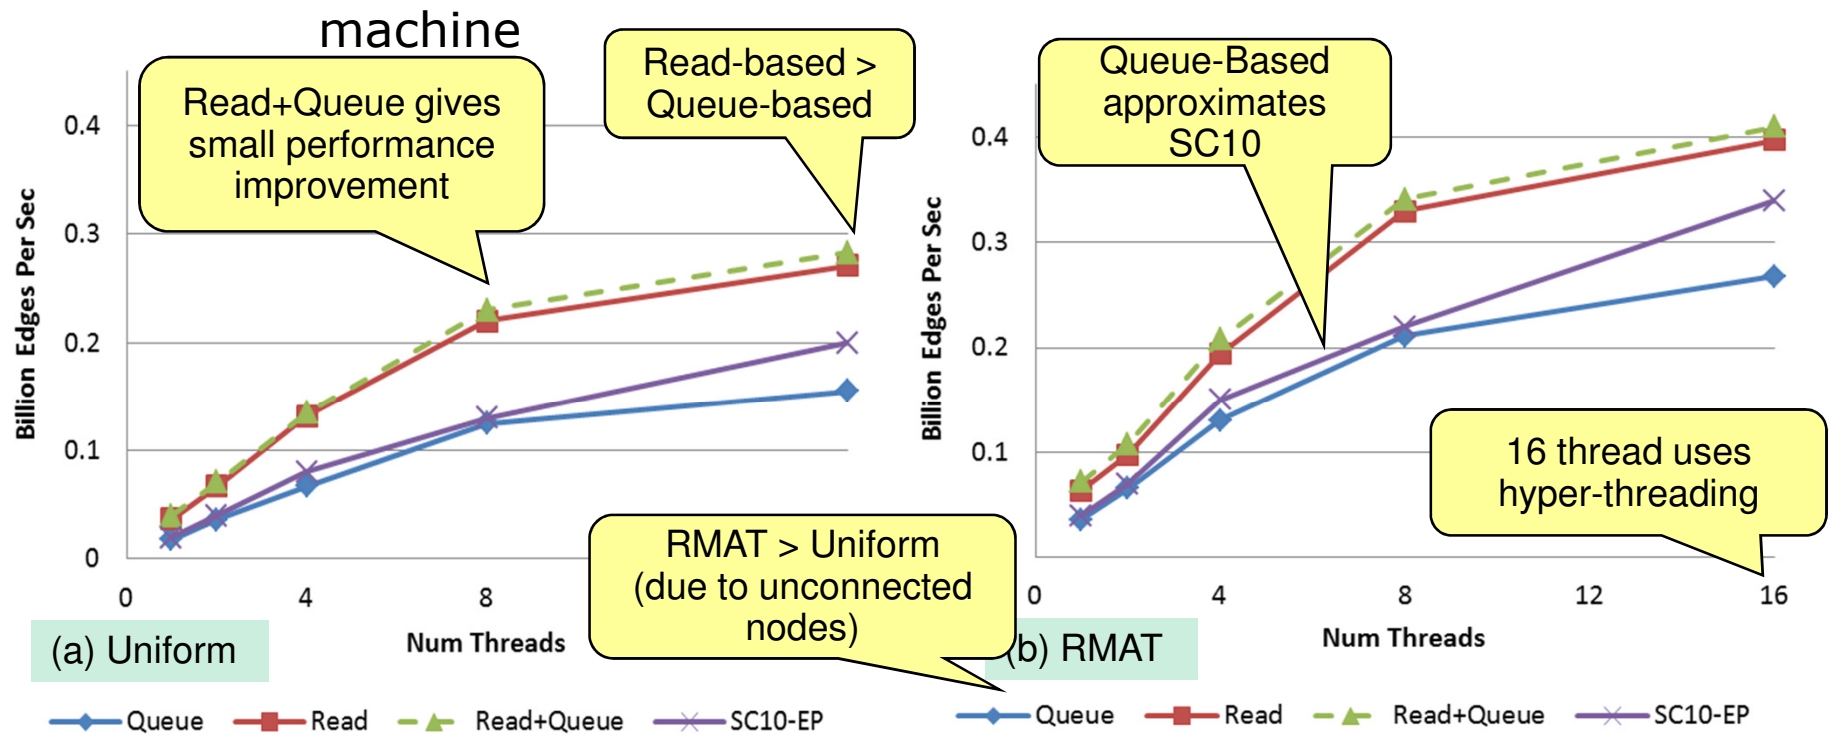 machine
Read+Queue gives
small performance
improvement
Read-based >
Queue-based
Queue-Based
approximates
SC10
Billion Edges Per Sec
0.4
0.3
0.2
0.1
0
0
4
8
Num Threads
(a) Uniform
RMAT > Uniform
(due to unconnected
nodes)
Billion Edges Per Sec
0.4
0.3
0.2
0.1
16 thread uses
hyper-threading
0
4
8
12
16
Num Threads
(b) RMAT
Queue Read Read+Queue SC10-EP
Queue Read Read+Queue SC10-EP